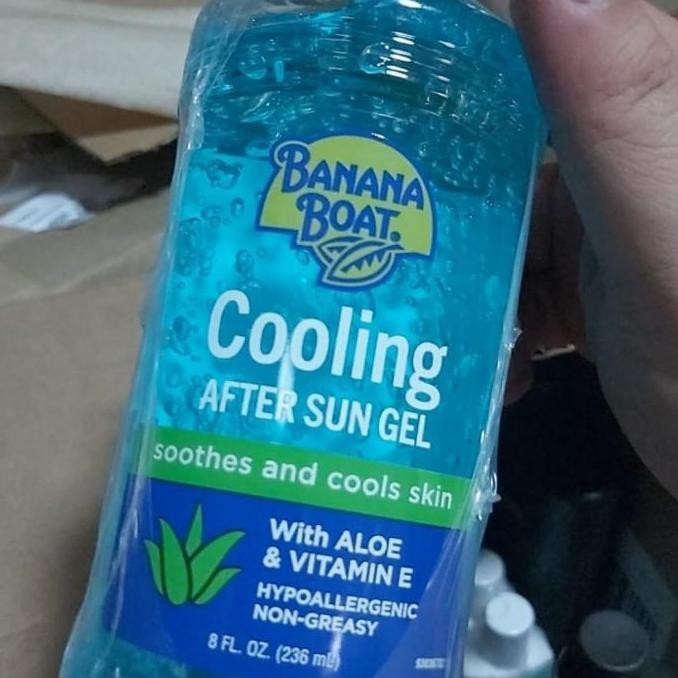 BANANA
BOAT®
Cooling
AFTER SUN GEL
soothes and cools skin
With ALOE
& VITAMIN E
HYPOALLERGENIC
NON-GREASY
8 FL. OZ. (236 mL)